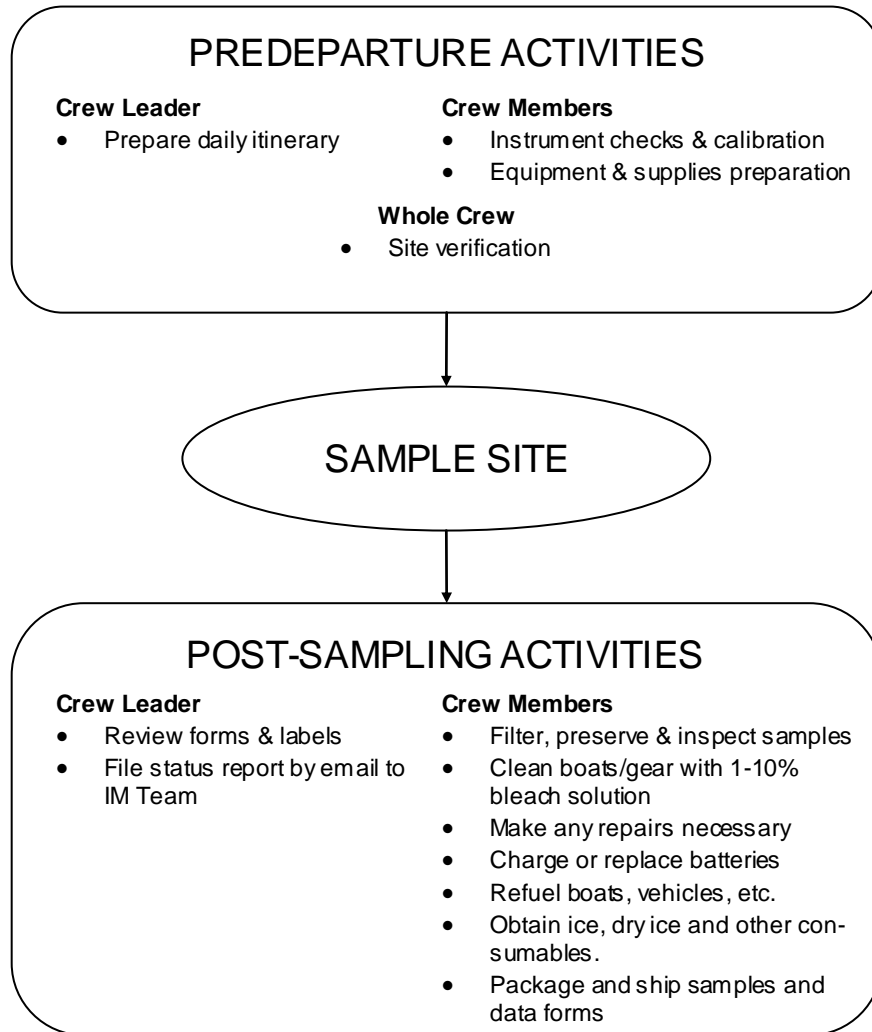 PREDEPARTURE ACTIVITIES
Crew Leader
• Prepare daily itinerary
Crew Members
• Instrument checks & calibration
• Equipment & supplies preparation
Whole Crew
• Site verification
SAMPLE SITE
POST-SAMPLING ACTIVITIES
Crew Leader
• Review forms & labels
• File status report by email to
IM Team
Crew Members
• Filter, preserve & inspect samples
• Clean boats/gear with 1-10%
bleach solution
• Make any repairs necessary
• Charge or replace batteries
• Refuel boats, vehicles, etc.
• Obtain ice, dry ice and other con-
sumables.
• Package and ship samples and
data forms